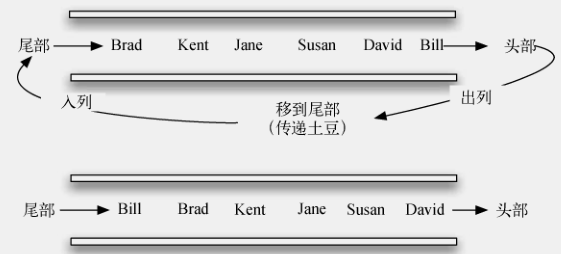 尾部 Brad Kent Jane Susan David Bill 头部
入列
出列
移到尾部
（传递土豆）
尾部 Bill Brad Kent Jane Susan David 头部